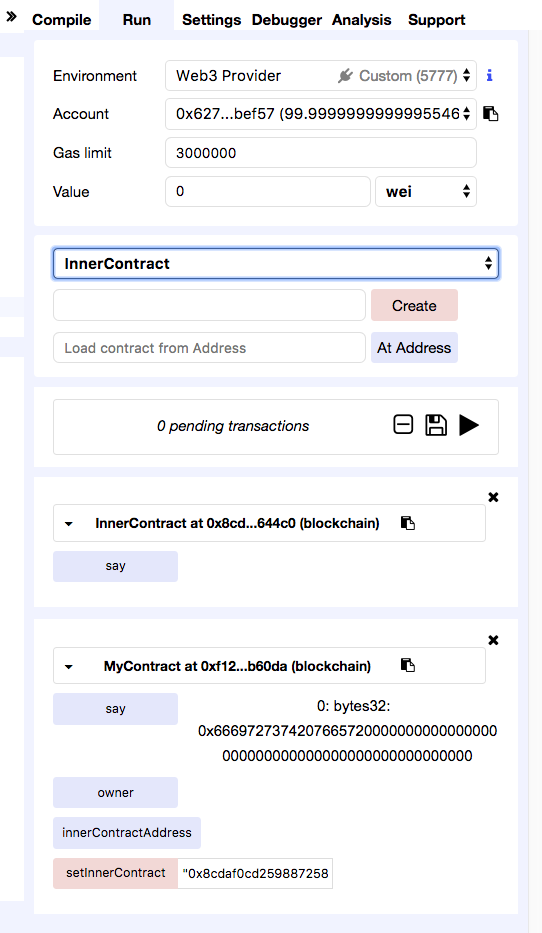 Compile Run Settings Debugger Analysis Support
Environment Web3 Provider Custom (5777)
Account 0x627...bef57 (99.9999999999995546
Gas limit 3000000
Value 0 wei
InnerContract
Create
Load contract from Address At Address
0 pending transactions
InnerContract at 0x8cd...644c0 (blockchain)
say
MyContract at 0xf12...b60da (blockchain)
say 0: bytes32:
0x66697273742076657200000000000000
00000000000000000000000000000000
owner
innerContractAddress
setInnerContract "0x8cdaf0cd259887258